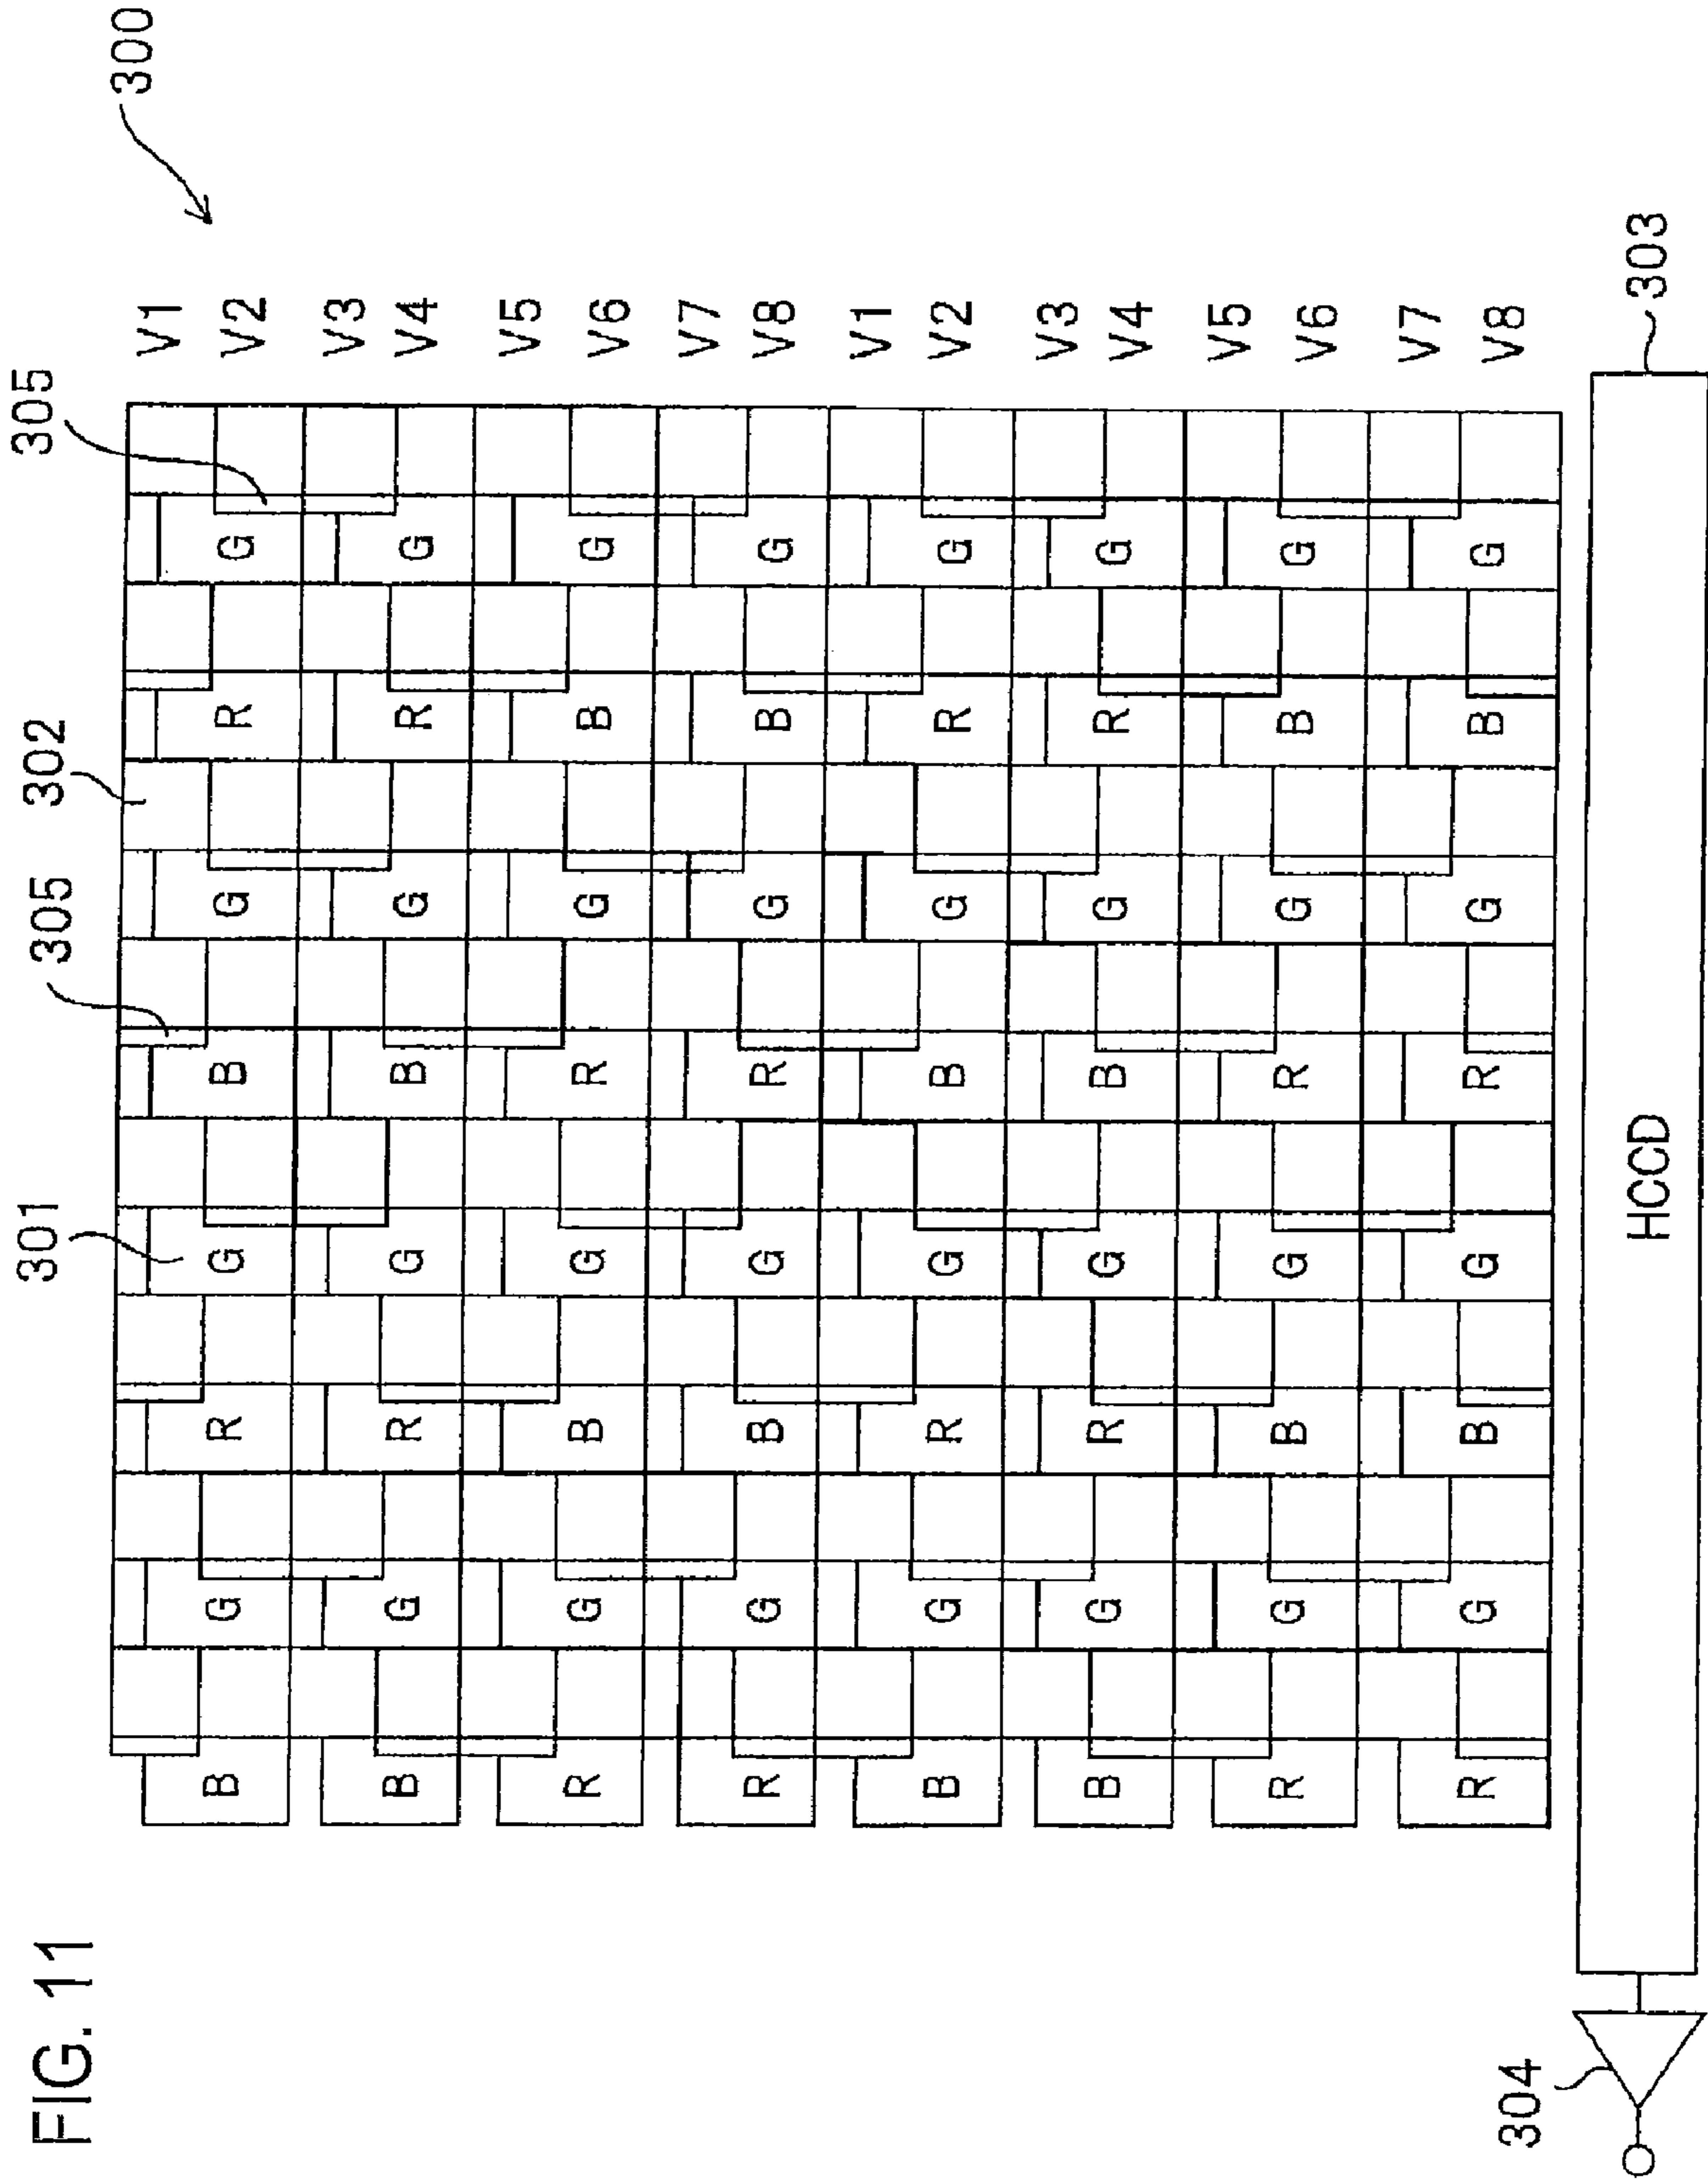 FIG. 11
301 305 302 305
300
V1
B G R G B G R G V2
V3
B G R G B G R G V4
V5
R G B G R G B G V6
V7
R G B G R G B G V8
V1
B G R G B G R G V2
V3
B G R G B G R G V4
V5
R G B G R G B G V6
V7
R G B G R G B G V8
304 HCCD 303